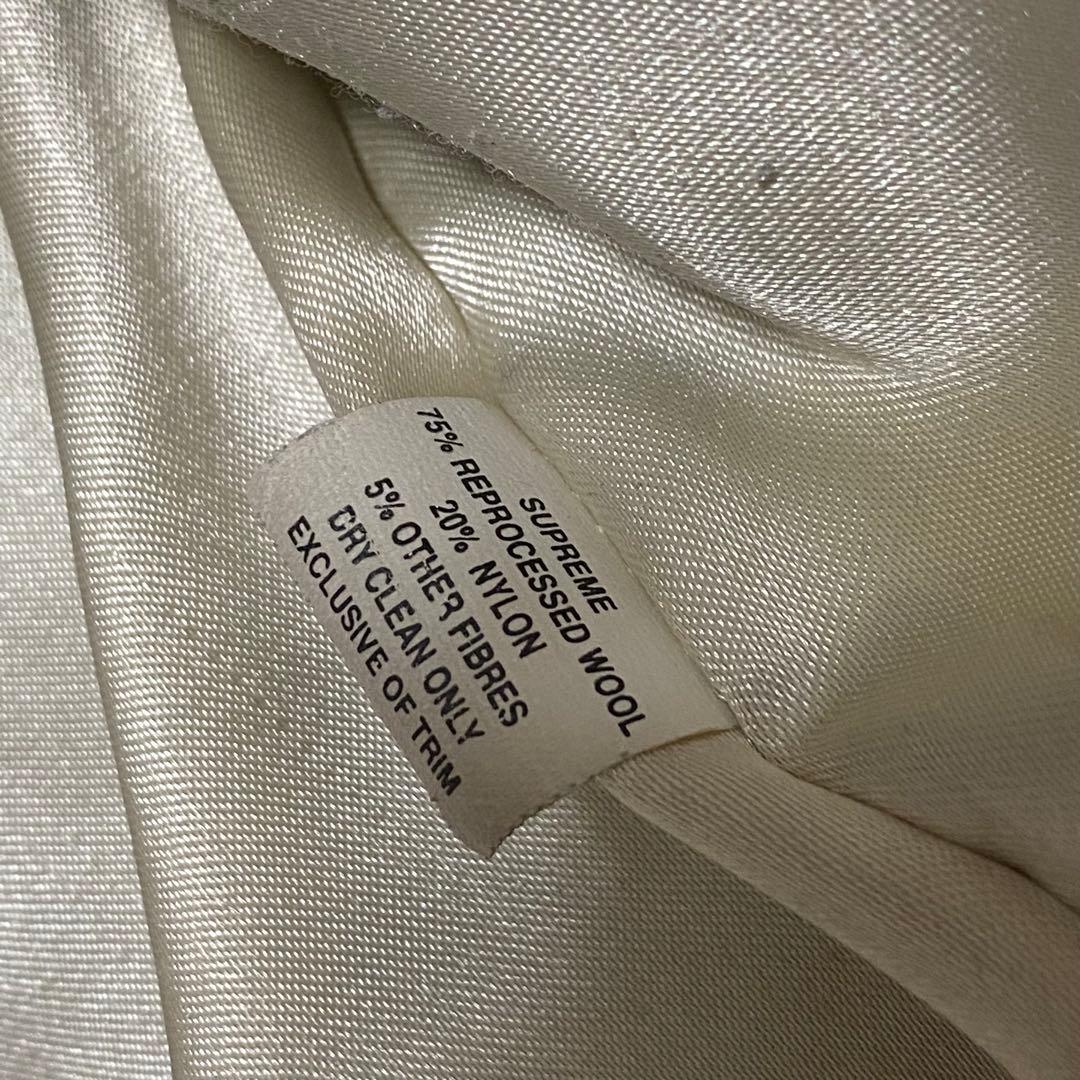 SUPREME
75% REPROCESSED WOOL
20% NYLON
5% OTHER FIBRES
DRY CLEAN ONLY
EXCLUSIVE OF TRIM